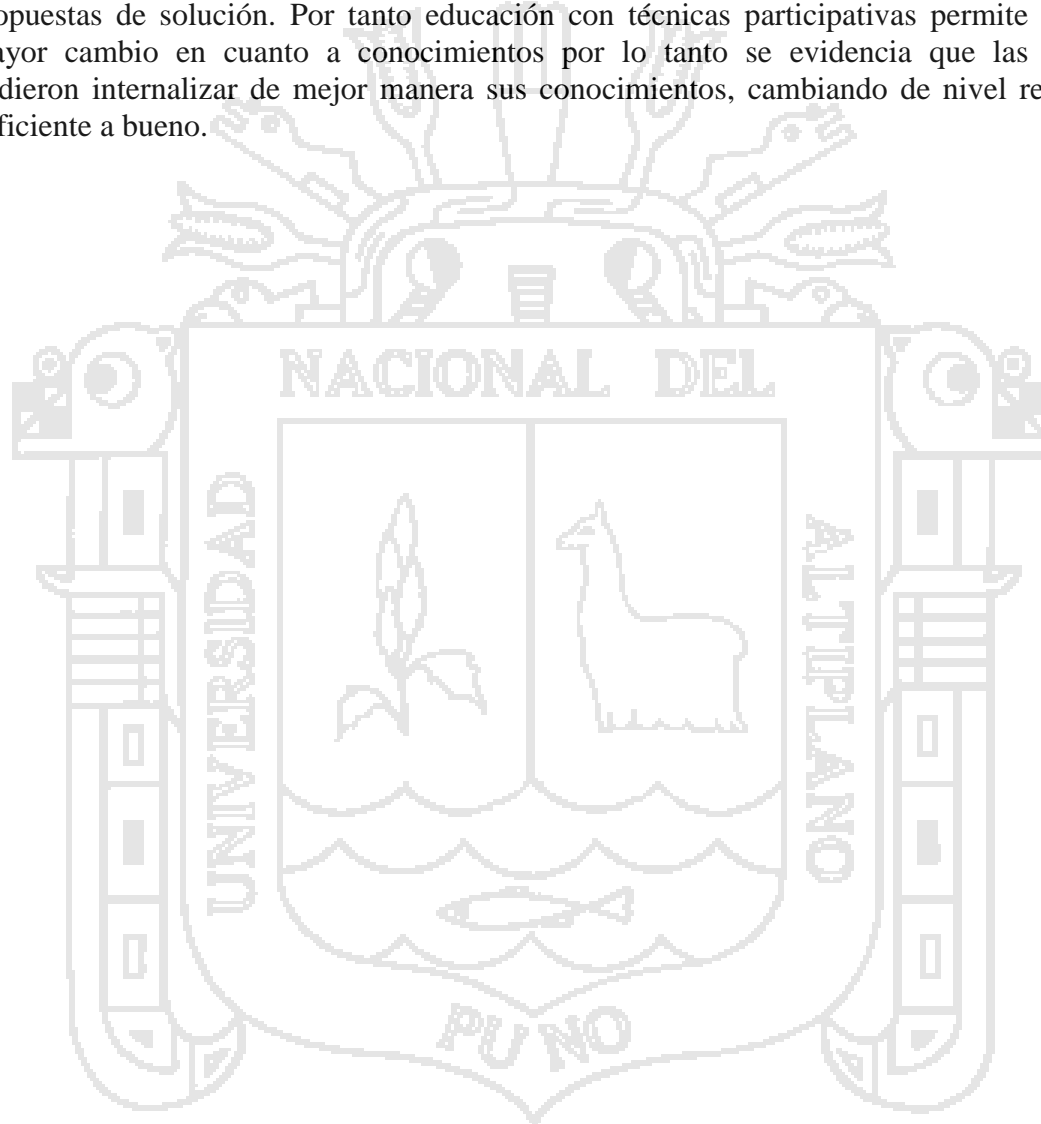 opuestas de solución. Por tanto educación con técnicas participativas permite
ayor cambio en cuanto a conocimientos por lo tanto se evidencia que las
dieron internalizar de mejor manera sus conocimientos, cambiando de nivel re
ficiente a bueno.
NACIONAL DEL
UNIVERSIDAD
ALTIPLANO
PUNO